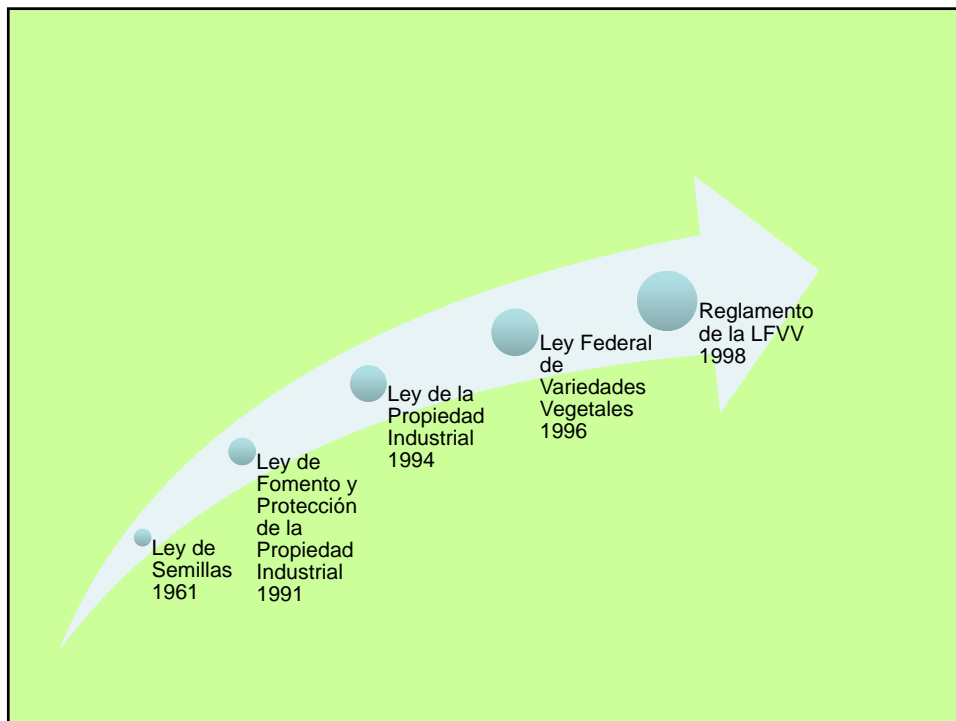 Ley de
Semillas
1961
Ley de
Fomento y
Protección
de la
Propiedad
Industrial
1991
Ley de la
Propiedad
Industrial
1994
Ley Federal
de
Variedades
Vegetales
1996
Reglamento
de la LFVV
1998